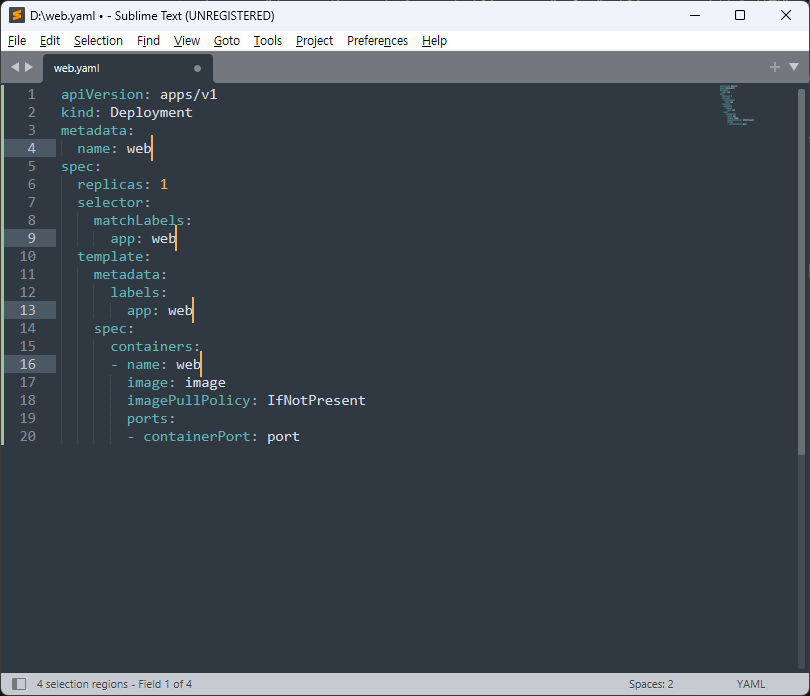 D:\web.yaml • - Sublime Text (UNREGISTERED)
File Edit Selection Find View Goto Tools Project Preferences Help
web.yaml
1 apiVersion: apps/v1
2 kind: Deployment
3 metadata:
4   name: web
5 spec:
6   replicas: 1
7   selector:
8     matchLabels:
9       app: web
10   template:
11     metadata:
12       labels:
13         app: web
14     spec:
15       containers:
16       - name: web
17         image: image
18         imagePullPolicy: IfNotPresent
19         ports:
20         - containerPort: port
4 selection regions - Field 1 of 4 Spaces: 2 YAML